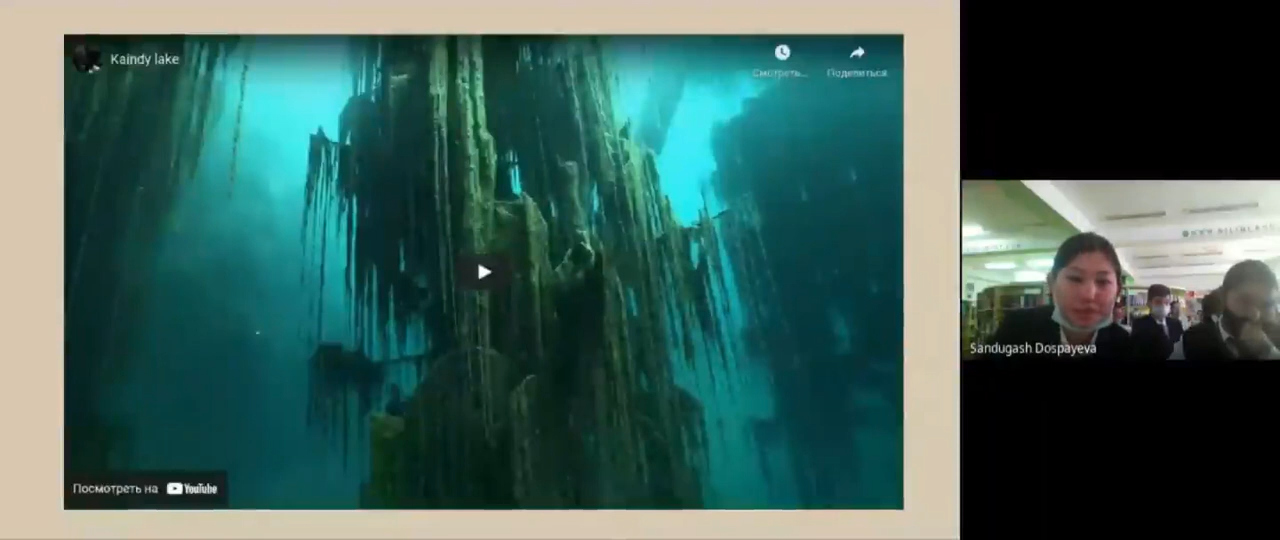 Kaindy lake
Смотреть...
Поделиться
Посмотреть на YouTube
Sandugash Dospayeva